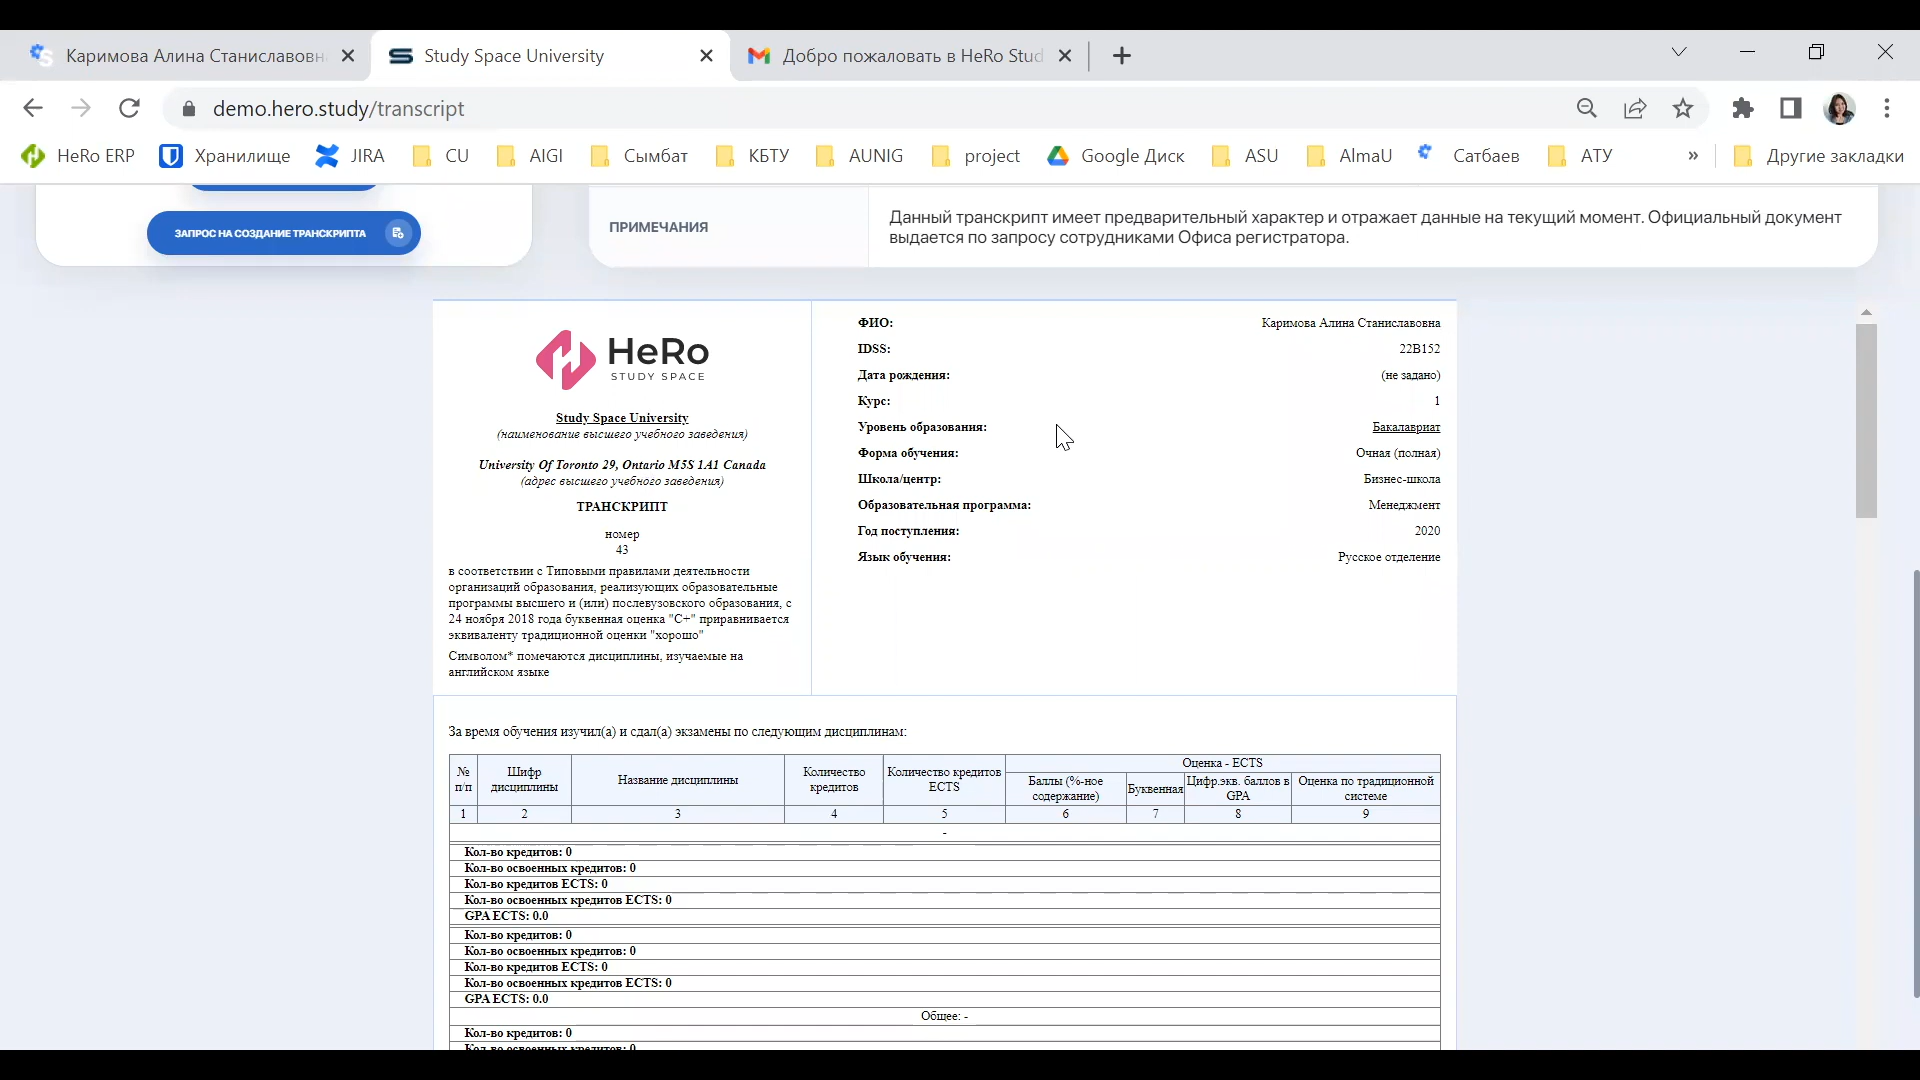 Каримова Алина Станиславовн
Study Space University
Добро пожаловать в HeRo Stud
demo.hero.study/transcript
HeRo ERP
Хранилище
JIRA
CU
AIGI
Сымбат
КБТУ
AUNIG
project
Google Диск
ASU
AlmaU
Сатбаев
АТУ
»
Другие закладки
ЗАПРОС НА СОЗДАНИЕ ТРАНСКРИПТА
ПРИМЕЧАНИЯ
Данный транскрипт имеет предварительный характер и отражает данные на текущий момент. Официальный документ
выдается по запросу сотрудниками Офиса регистратора.
HeRo
STUDY SPACE
Study Space University
(наименование высшего учебного заведения)
University Of Toronto 29, Ontario M5S 1A1 Canada
(адрес высшего учебного заведения)
ТРАНСКРИПТ
номер
43
в соответствии с Типовыми правилами деятельности
организаций образования, реализующих образовательные
программы высшего и (или) послевузовского образования, с
24 ноября 2018 года буквенная оценка "С+" приравнивается
эквиваленту традиционной оценки "хорошо"
Символом* помечаются дисциплины, изучаемые на
английском языке
ФИО: Каримова Алина Станиславовна
IDSS: 22B152
Дата рождения: (не задано)
Курс: 1
Уровень образования: Бакалавриат
Форма обучения: Очная (полная)
Школа/центр: Бизнес-школа
Образовательная программа: Менеджмент
Год поступления: 2020
Язык обучения: Русское отделение
За время обучения изучил(а) и сдал(а) экзамены по следующим дисциплинам:
№
п/п
Шифр
дисциплины
Название дисциплины
Количество
кредитов
Количество кредитов
ECTS
Оценка - ECTS
Баллы (%-ное
содержание)
Буквенная
Цифр.экв. баллов в
GPA
Оценка по традиционной
системе
1 2 3 4 5 6 7 8 9
-
Кол-во кредитов: 0
Кол-во освоенных кредитов: 0
Кол-во кредитов ECTS: 0
Кол-во освоенных кредитов ECTS: 0
GPA ECTS: 0.0
Кол-во кредитов: 0
Кол-во освоенных кредитов: 0
Кол-во кредитов ECTS: 0
Кол-во освоенных кредитов ECTS: 0
GPA ECTS: 0.0
Общее: -
Кол-во кредитов: 0
Кол-во освоенных кредитов: 0